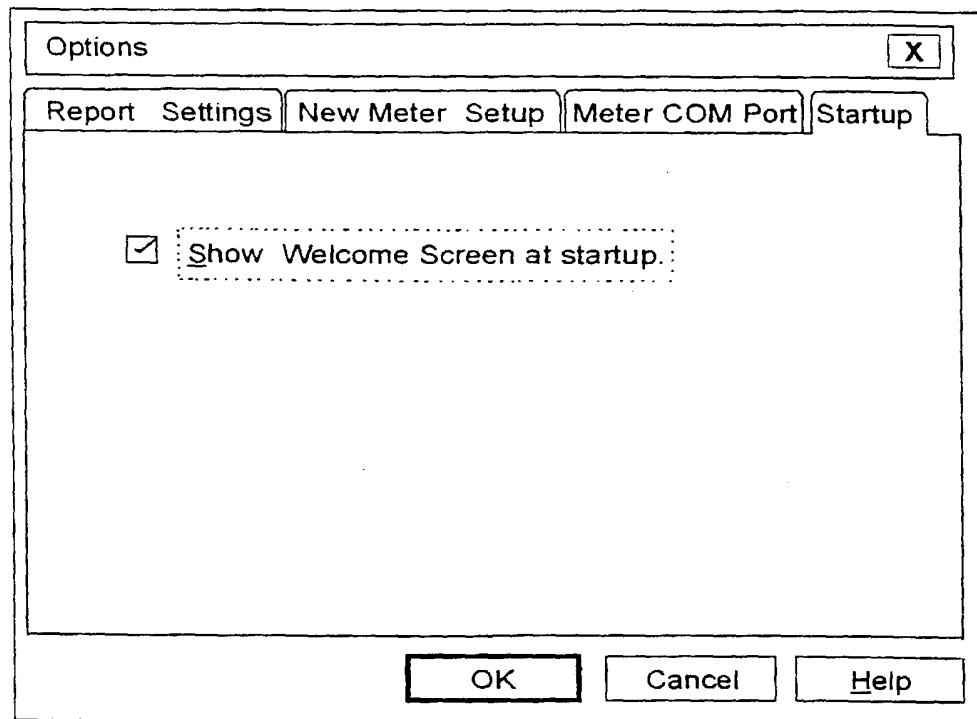 Options X
Report Settings New Meter Setup Meter COM Port Startup
Show Welcome Screen at startup.
OK Cancel Help